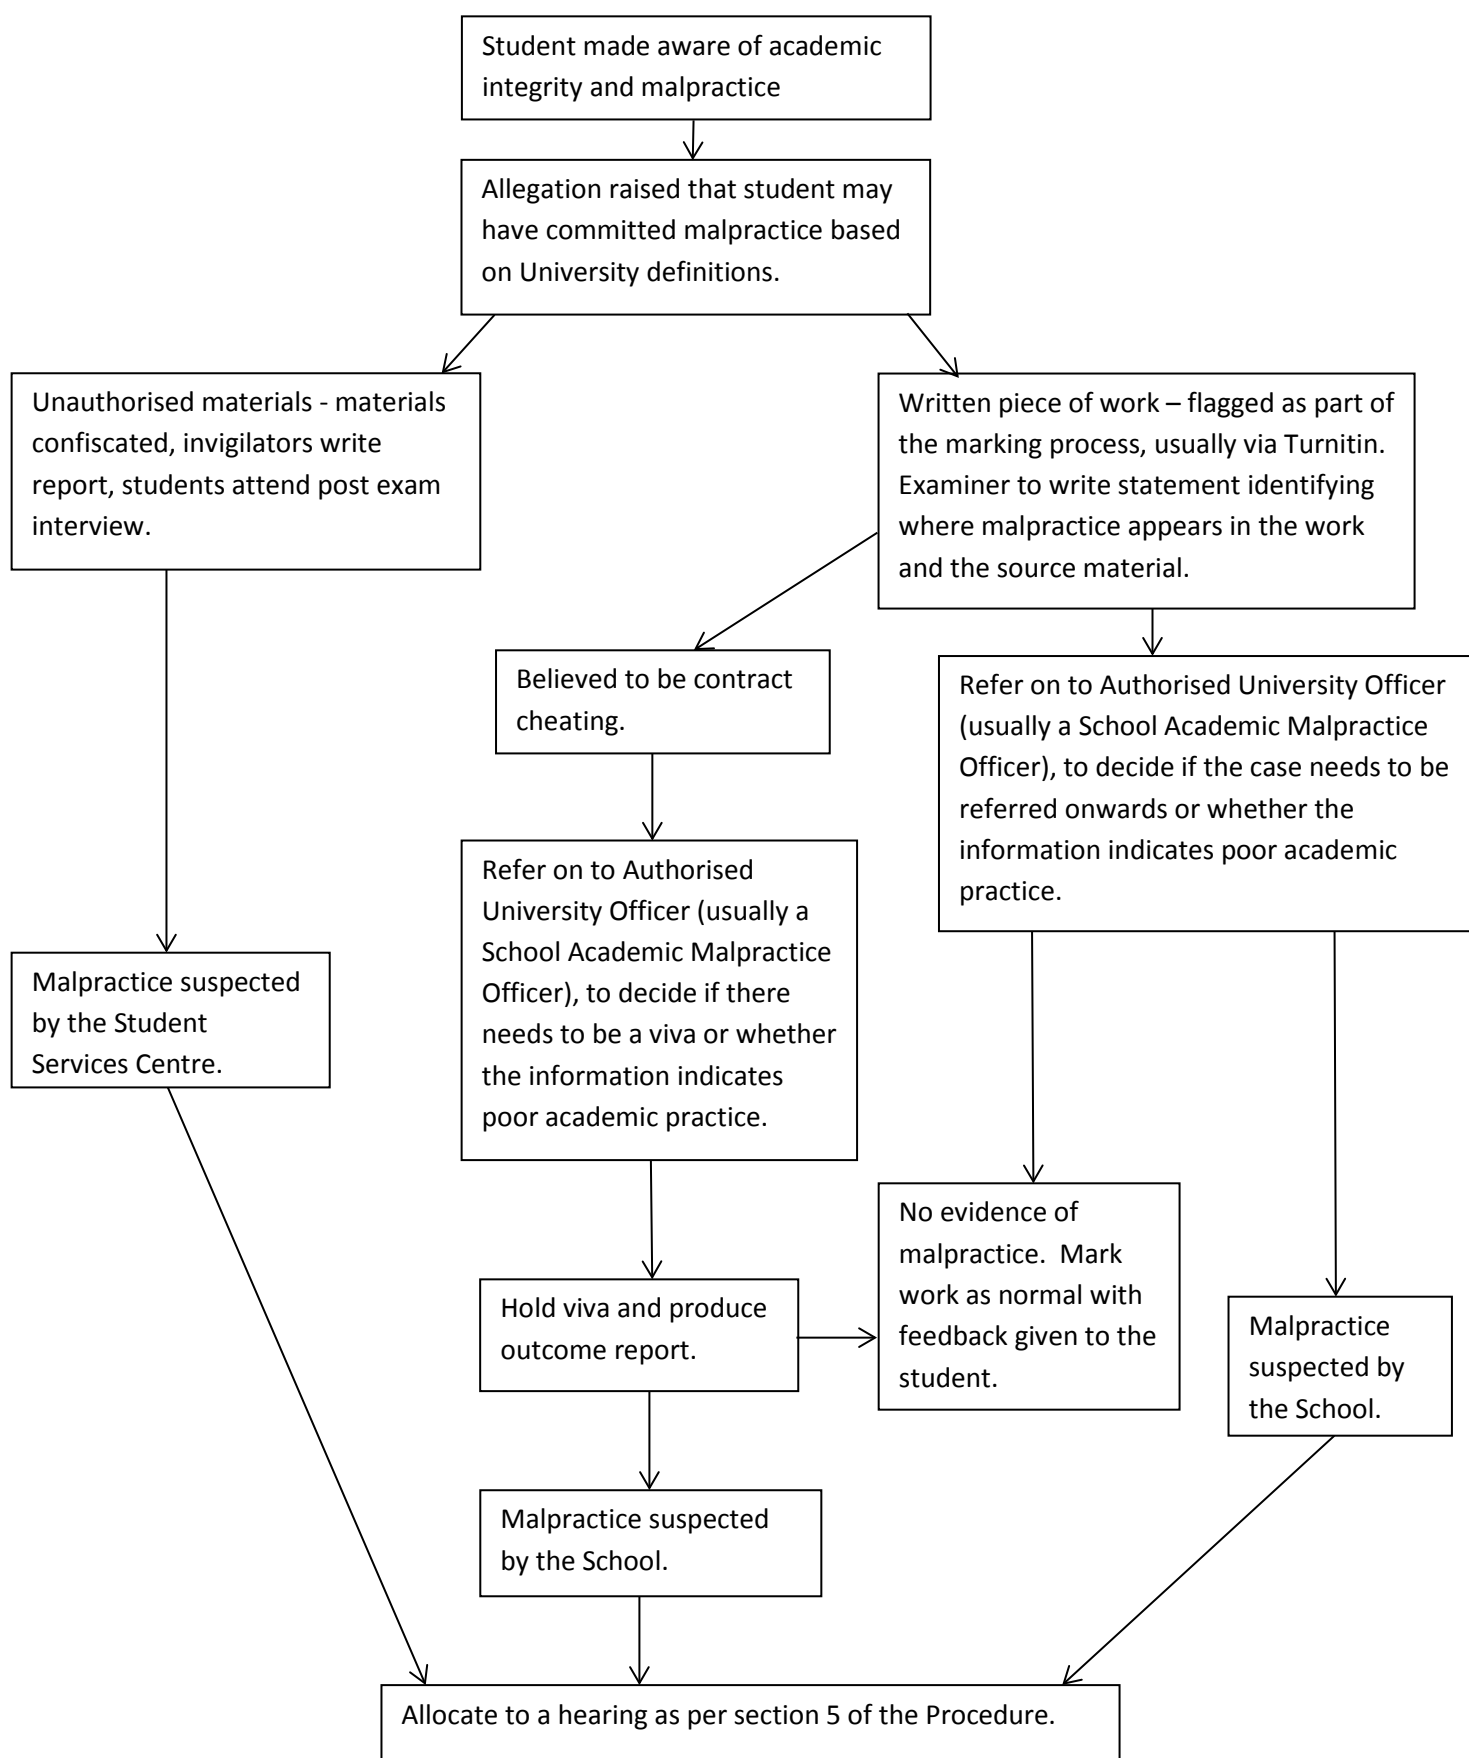 Student made aware of academic
integrity and malpractice
Allegation raised that student may
have committed malpractice based
on University definitions.
Unauthorised materials - materials
confiscated, invigilators write
report, students attend post exam
interview.
Written piece of work – flagged as part of
the marking process, usually via Turnitin.
Examiner to write statement identifying
where malpractice appears in the work
and the source material.
Believed to be contract
cheating.
Refer on to Authorised University Officer
(usually a School Academic Malpractice
Officer), to decide if the case needs to be
referred onwards or whether the
information indicates poor academic
practice.
Refer on to Authorised
University Officer (usually a
School Academic Malpractice
Officer), to decide if there
needs to be a viva or whether
the information indicates
poor academic practice.
Malpractice suspected
by the Student
Services Centre.
No evidence of
malpractice.  Mark
work as normal with
feedback given to the
student.
Hold viva and produce
outcome report.
Malpractice
suspected by
the School.
Malpractice suspected
by the School.
Allocate to a hearing as per section 5 of the Procedure.